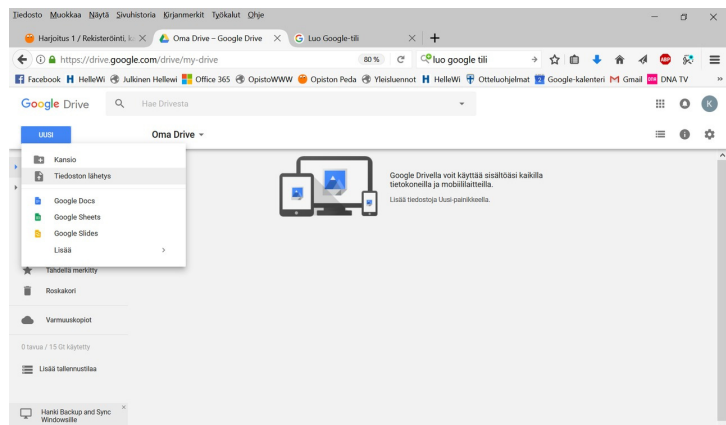 Tiedosto Muokkaa Näytä Sivuhistoria Kirjanmerkit Työkalut Ohje
Harjoitus 1 / Rekisteröinti, k
Oma Drive – Google Drive
Luo Google-tili
https://drive.google.com/drive/my-drive
80 %
luo google tili
Facebook HelleWi Julkinen Hellewi Office 365 OpistoWWW Opiston Peda Yleisluennot HelleWi Otteluohjelmat Google-kalenteri Gmail DNA TV
Google Drive
Hae Drivesta
K
UUSI
Oma Drive
Kansio
Tiedoston lähetys
Google Docs
Google Sheets
Google Slides
Lisää
Tähdellä merkitty
Roskakori
Varmuuskopiot
0 tavua / 15 Gt käytetty
Lisää tallennustilaa
Hanki Backup and Sync
Windowsille
Google Drivella voit käyttää sisältöäsi kaikilla
tietokoneilla ja mobiililaitteilla.
Lisää tiedostoja Uusi-painikkeella.